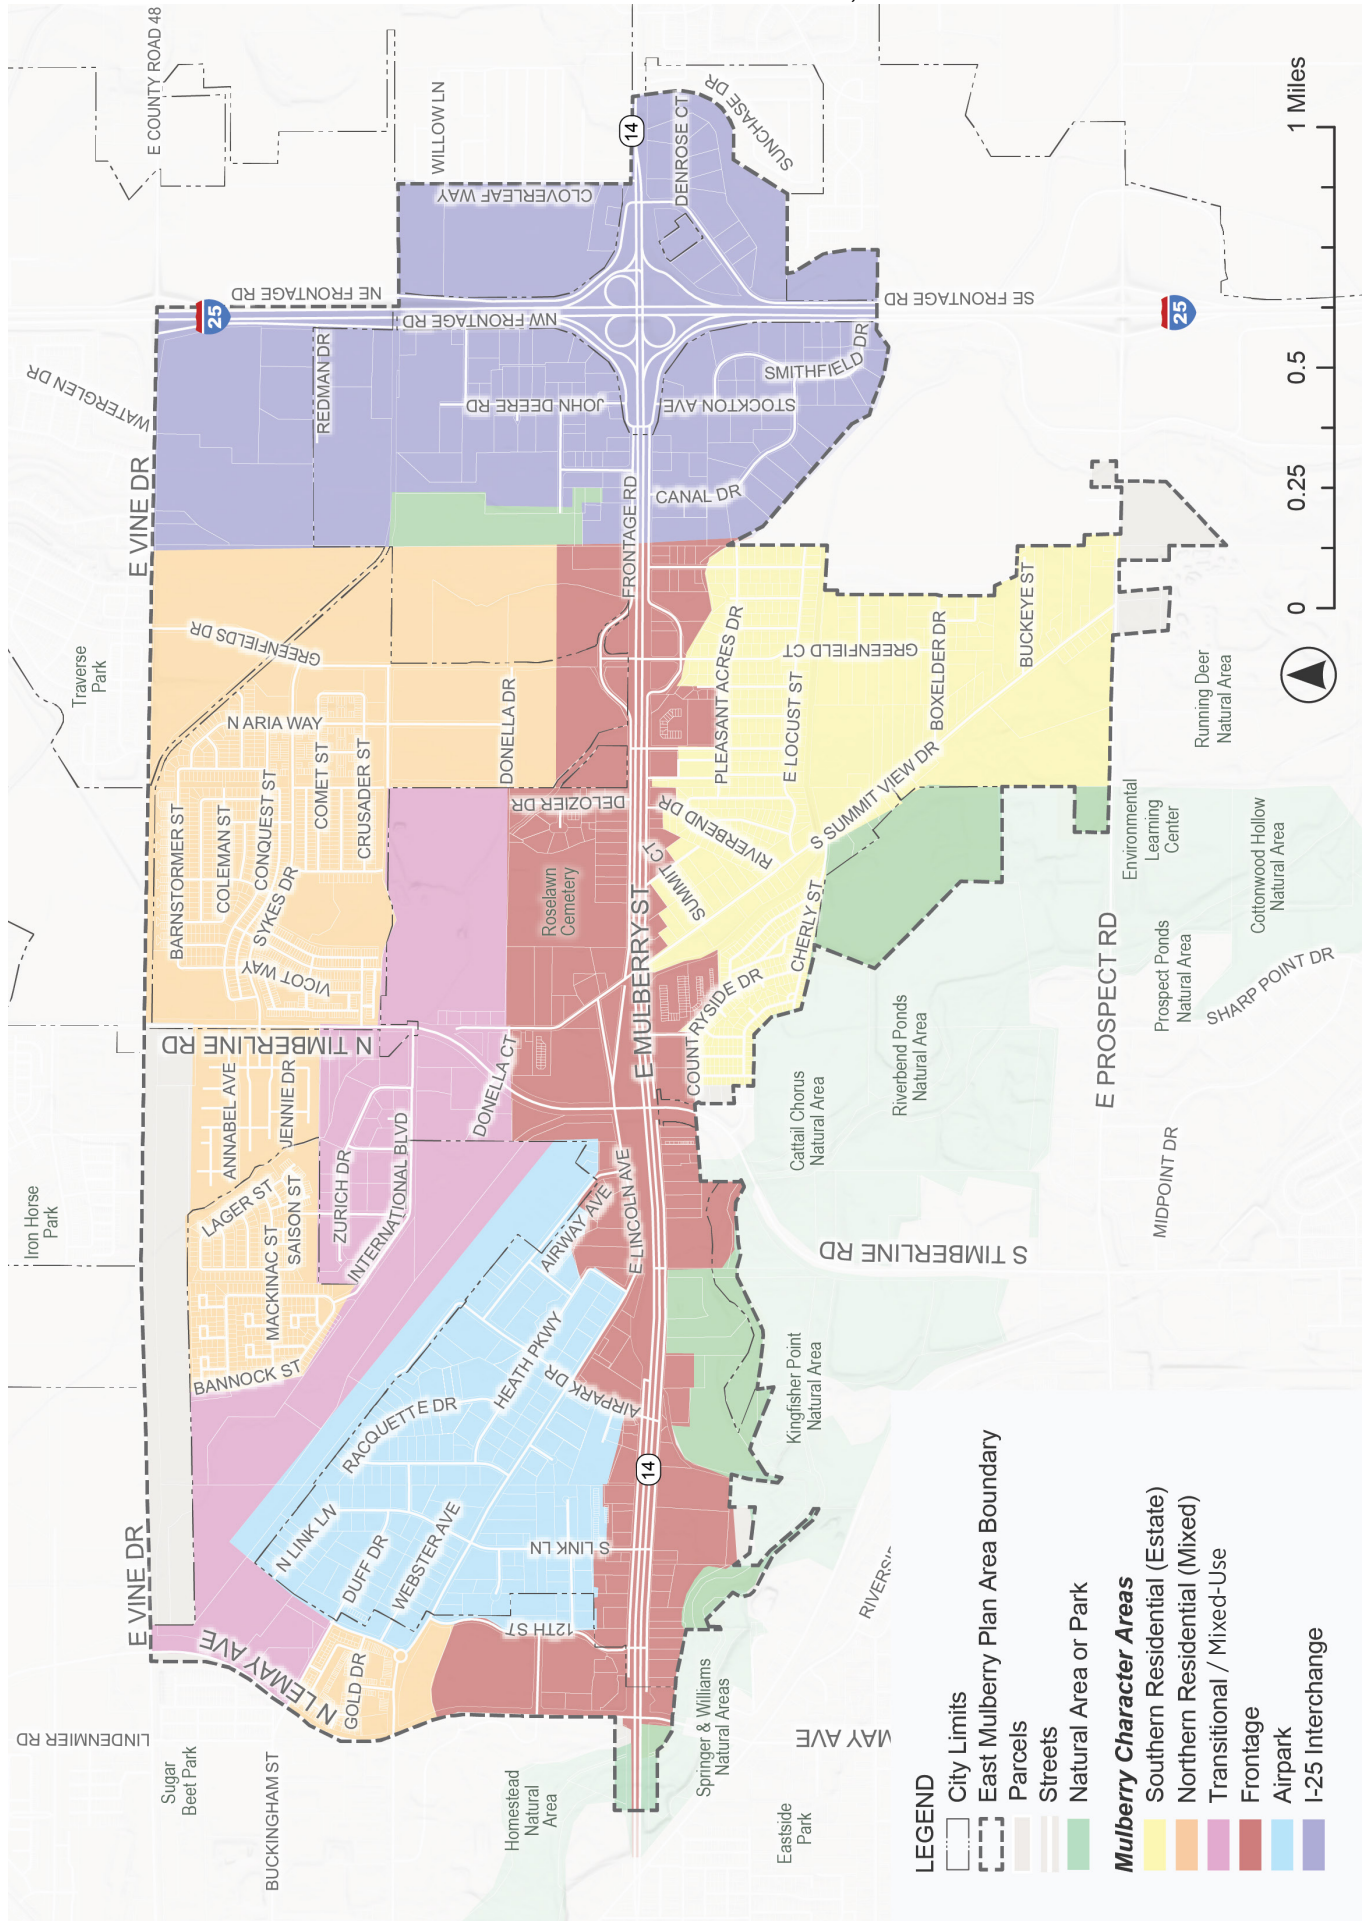 E COUNTY ROAD 48
WATERGLEN DR
E VINE DR
25
NE FRONTAGE RD
NW FRONTAGE RD
REDMAN DR
WILLOW LN
CLOVERLEAF WAY
14
DENROSE CT
SUNCHASE DR
JOHN DEERE RD
STOCKTON AVE
SMITHFIELD DR
SE FRONTAGE RD
25
CANAL DR
FRONTAGE RD
Traverse
Park
GREENFIELDS DR
N ARIA WAY
BARNSTORMER ST
COLEMAN ST
CONQUEST ST
COMET ST
CRUSADER ST
SYKES DR
VICOT WAY
DONELLA DR
DELOZIER DR
Roselawn
Cemetery
E MULBERRY ST
PLEASANT ACRES DR
E LOCUST ST
GREENFIELD CT
BOXELDER DR
BUCKEYE ST
RIVERBEND DR
SUMMIT CT
S SUMMIT VIEW DR
CHERLY ST
COUNTRYSIDE DR
Running Deer
Natural Area
Environmental
Learning
Center
Cottonwood Hollow
Natural Area
Prospect Ponds
Natural Area
SHARP POINT DR
E PROSPECT RD
Riverbend Ponds
Natural Area
Cattail Chorus
Natural Area
MIDPOINT DR
S TIMBERLINE RD
N TIMBERLINE RD
ANNABEL AVE
JENNIE DR
DONELLA CT
Iron Horse
Park
LAGER ST
SAISON ST
MACKINAC ST
BANNOCK ST
ZURICH DR
INTERNATIONAL BLVD
AIRWAY AVE
E LINCOLN AVE
HEATH PKWY
AIRPARK DR
RACQUETTE DR
Kingfisher Point
Natural Area
14
E VINE DR
N LINK LN
DUFF DR
WEBSTER AVE
S LINK LN
12TH ST
N LEMAY AVE
GOLD DR
LINDENMIER RD
Sugar
Beet Park
BUCKINGHAM ST
Homestead
Natural
Area
Springer & Williams
Natural Areas
Eastside
Park
MAY AVE
RIVERSI
0
0.25
0.5
1 Miles
LEGEND
City Limits
East Mulberry Plan Area Boundary
Parcels
Streets
Natural Area or Park
Mulberry Character Areas
Southern Residential (Estate)
Northern Residential (Mixed)
Transitional / Mixed-Use
Frontage
Airpark
I-25 Interchange